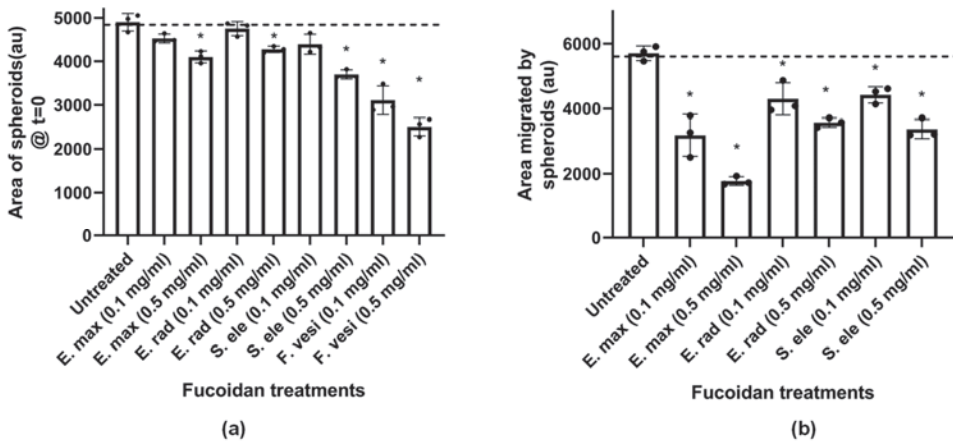 Area of spheroids(au)
@ t=0
5000
4000
3000
2000
1000
0
*
*
*
*
*
Untreated
E. max (0.1 mg/ml)
E. max (0.5 mg/ml)
E. rad (0.1 mg/ml)
E. rad (0.5 mg/ml)
S. ele (0.1 mg/ml)
S. ele (0.5 mg/ml)
F. vesi (0.1 mg/ml)
F. vesi (0.5 mg/ml)
Fucoidan treatments
(a)
Area migrated by
spheroids (au)
6000
4000
2000
0
*
*
*
*
*
*
Untreated
E. max (0.1 mg/ml)
E. max (0.5 mg/ml)
E. rad (0.1 mg/ml)
E. rad (0.5 mg/ml)
S. ele (0.1 mg/ml)
S. ele (0.5 mg/ml)
Fucoidan treatments
(b)